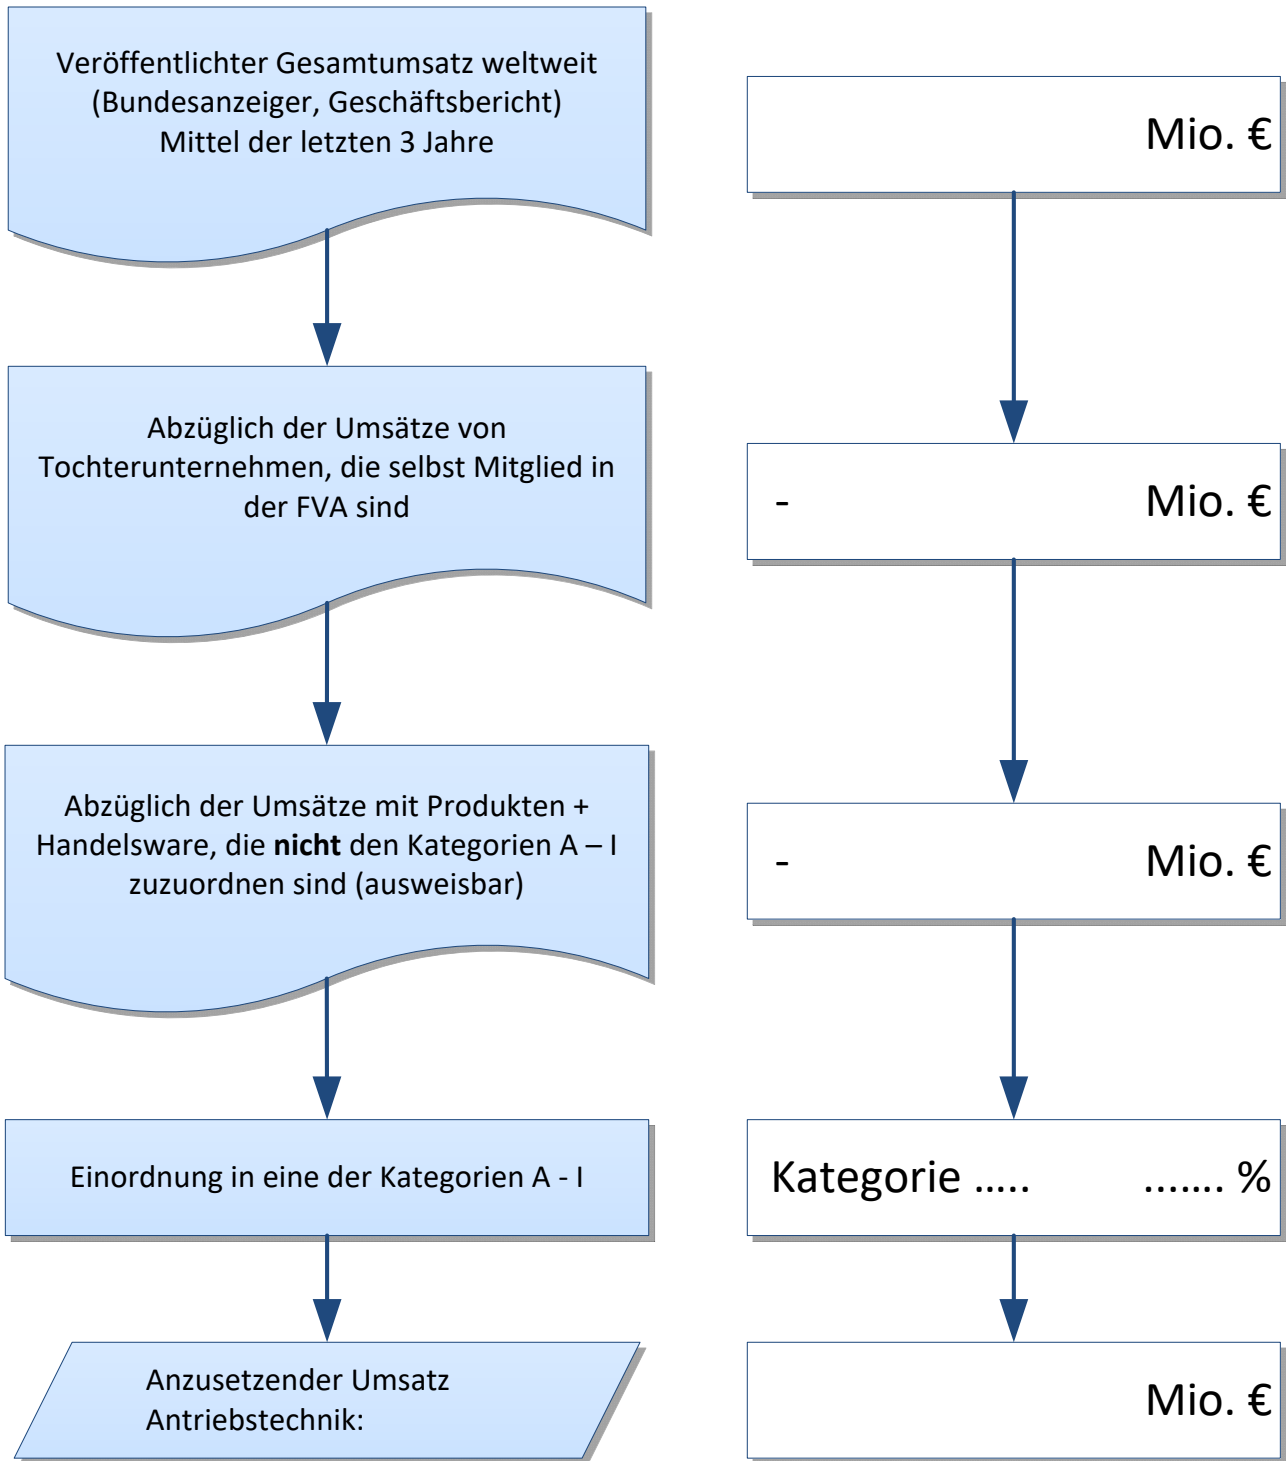 Veröffentlichter Gesamtumsatz weltweit
(Bundesanzeiger, Geschäftsbericht)
Mittel der letzten 3 Jahre
Mio. €
Abzüglich der Umsätze von
Tochterunternehmen, die selbst Mitglied in
der FVA sind
- Mio. €
Abzüglich der Umsätze mit Produkten +
Handelsware, die nicht den Kategorien A – I
zuzuordnen sind (ausweisbar)
- Mio. €
Einordnung in eine der Kategorien A - I
Kategorie ….. ……. %
Anzusetzender Umsatz
Antriebstechnik:
Mio. €